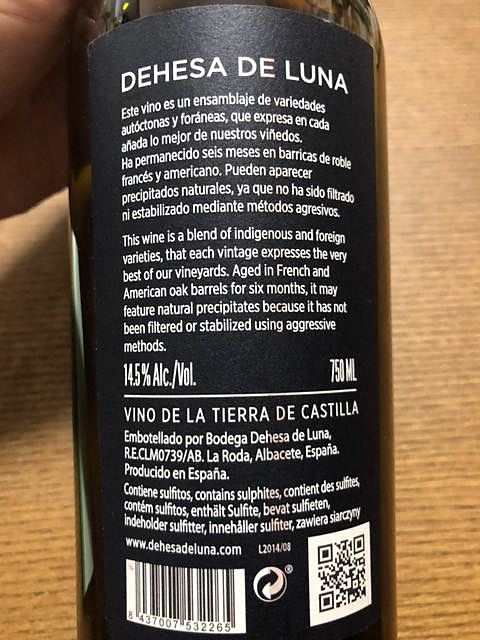 DEHESA DE LUNA
Este vino es un ensamblaje de variedades
autóctonas y foráneas, que expresa en cada
añada lo mejor de nuestros viñedos.
Ha permanecido seis meses en barricas de roble
francés y americano. Pueden aparecer
precipitados naturales, ya que no ha sido filtrado
ni estabilizado mediante métodos agresivos.
This wine is a blend of indigenous and foreign
varieties, that each vintage expresses the very
best of our vineyards. Aged in French and
American oak barrels for six months, it may
feature natural precipitates because it has not
been filtered or stabilized using aggressive
methods.
14.5% Alc./Vol. 750 ML
VINO DE LA TIERRA DE CASTILLA
Embotellado por Bodega Dehesa de Luna,
R.E.CLM0739/AB. La Roda, Albacete, España.
Producido en España.
Contiene sulfitos, contains sulphites, contient des sulfites,
contém sulfitos, enthält Sulfite, bevat sulfieten,
indeholder sulfitter, innehåller sulfiter, zawiera siarczyny
www.dehesadeluna.com L2014/08
®
8 437007 532265